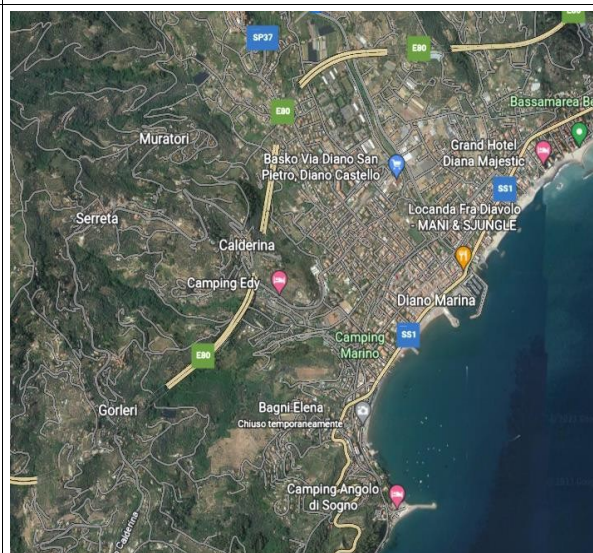 SP37
E80
E80
Bassamarea Be
Muratori
Grand Hotel
Diana Majestic
Basko Via Diano San
Pietro, Diano Castello
SS1
Locanda Fra Diavolo
- MANI & SJUNGLE
Serreta
Calderina
Camping Edy
Diano Marina
SS1
Camping
Marino
E80
Gorleri
Bagni Elena
Chiuso temporaneamente
Camping Angolo
di Sogno
Calderina